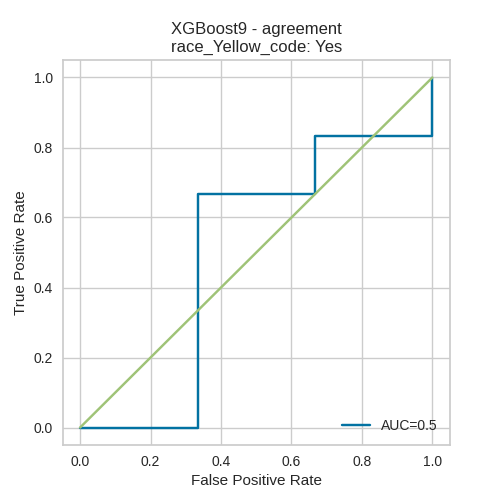 XGBoost9 - agreement
race_Yellow_code: Yes
1.0
0.8
0.6
0.4
0.2
0.0
True Positive Rate
AUC=0.5
0.0 0.2 0.4 0.6 0.8 1.0
False Positive Rate